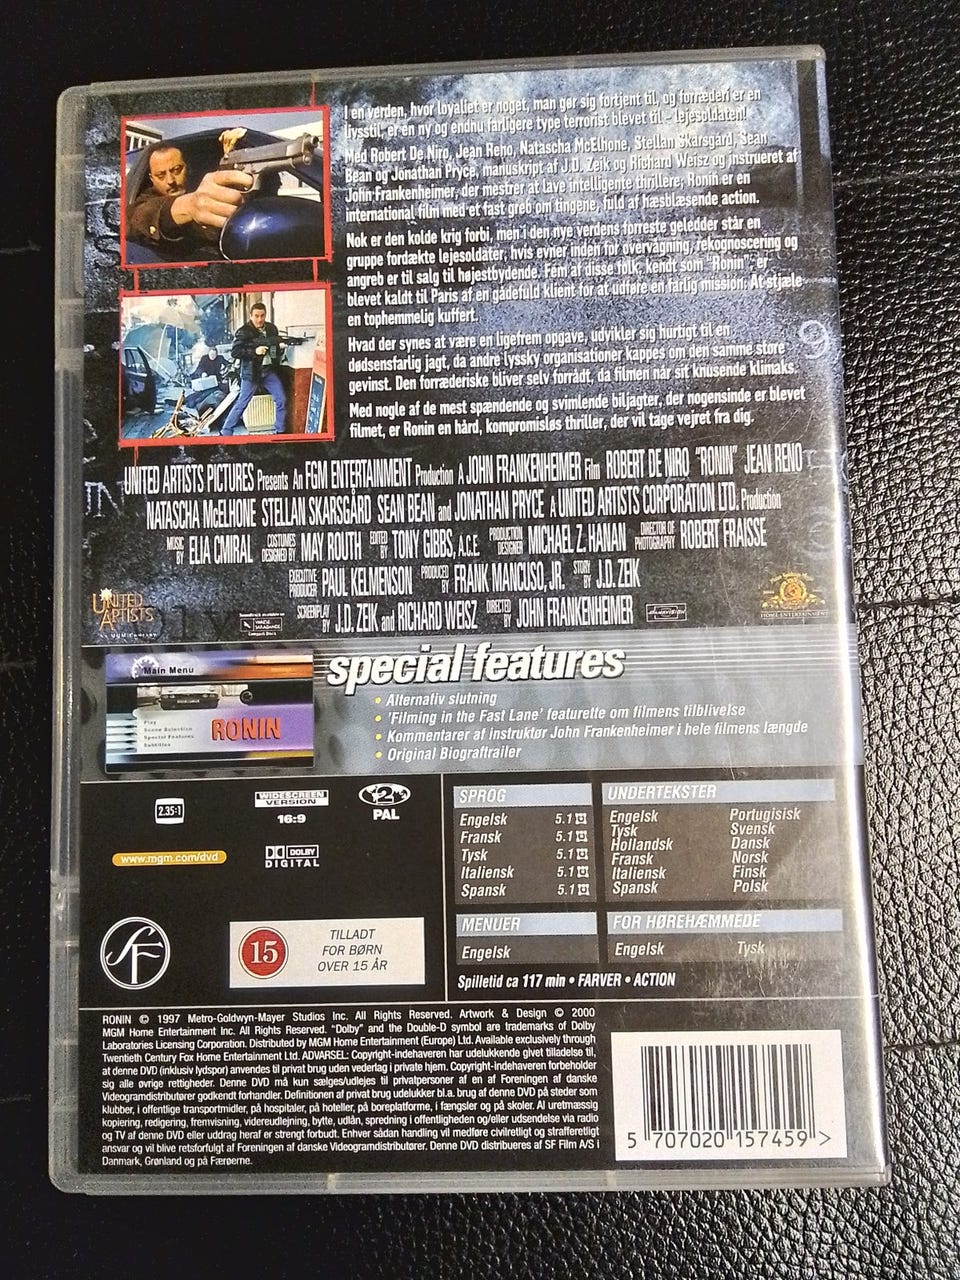 I en verden, hvor loyalitet er noget, man gør sig fortjent til, og forræderi er en
livsstil, er en ny og endnu farligere type terrorist blevet til - lejesoldaten!
Med Robert De Niro, Jean Reno, Natascha McElhone, Stellan Skarsgard, Sean
Bean og Jonathan Pryce, manuskript af J.D. Zeik og Richard Weisz og instrueret af
John Frankenheimer, der mestrer at lave intelligente thrillere; Ronin er en
international film med et fast greb om tingene, fuld af hæsblæsende action.
Nok er den kolde krig forbi, men i den nye verdens forreste geledder står en
gruppe fordækte lejesoldater, hvis evner inden for overvågning, rekognoscering og
angreb er til salg til højestbydende. Fem af disse folk, kendt som "Ronin", er
blevet kaldt til Paris af en gådefuld klient for at udføre en farlig mission: At stjæle
en tophemmelig kuffert.
Hvad der synes at være en ligefrem opgave, udvikler sig hurtigt til en
dødsensfarlig jagt, da andre lyssky organisationer kappes om den samme store
gevinst. Den forræderiske bliver selv forrådt, da filmen når sit knusende klimaks.
Med nogle af de mest spændende og svimlende biljagter, der nogensinde er blevet
filmet, er Ronin en hård, kompromisløs thriller, der vil tage vejret fra dig.
UNITED ARTISTS PICTURES Presents An FGM ENTERTAINMENT Production A JOHN FRANKENHEIMER Film ROBERT DE NIRO "RONIN" JEAN RENO
NATASCHA McELHONE STELLAN SKARSGÅRD SEAN BEAN and JONATHAN PRYCE A UNITED ARTISTS CORPORATION LTD. Production
MUSIC BY ELIA CMIRAL COSTUMES DESIGNED BY MAY ROUTH EDITED BY TONY GIBBS, A.C.E. PRODUCTION DESIGNER MICHAEL Z. HANAN DIRECTOR OF PHOTOGRAPHY ROBERT FRAISSE
EXECUTIVE PRODUCER PAUL KELMENSON PRODUCED BY FRANK MANCUSO, JR. STORY BY J.D. ZEIK
SCREENPLAY BY J.D. ZEIK and RICHARD WEISZ DIRECTED BY JOHN FRANKENHEIMER
UNITED
ARTISTS
An MGM Company
HOME ENTERTAINMENT
special features
Main Menu
Play
Scene Selection
Special Features
Subtitles
RONIN
• Alternativ slutning
• 'Filming in the Fast Lane' featurette om filmens tilblivelse
• Kommentarer af instruktør John Frankenheimer i hele filmens længde
• Original Biograftrailer
2.35:1
WIDESCREEN
VERSION
16:9
2
PAL
www.mgm.com/dvd
DOLBY
DIGITAL
SPROG
Engelsk 5.1
Fransk 5.1
Tysk 5.1
Italiensk 5.1
Spansk 5.1
UNDERTEKSTER
Engelsk Portugisisk
Tysk Svensk
Hollandsk Dansk
Fransk Norsk
Italiensk Finsk
Spansk Polsk
MENUER
Engelsk
FOR HØREHÆMMEDE
Engelsk Tysk
Spilletid ca 117 min • FARVER • ACTION
SF
15
TILLADT
FOR BØRN
OVER 15 ÅR
RONIN © 1997 Metro-Goldwyn-Mayer Studios Inc. All Rights Reserved. Artwork & Design © 2000
MGM Home Entertainment Inc. All Rights Reserved. "Dolby" and the Double-D symbol are trademarks of Dolby
Laboratories Licensing Corporation. Distributed by MGM Home Entertainment (Europe) Ltd. Available exclusively through
Twentieth Century Fox Home Entertainment Ltd. ADVARSEL: Copyright-indehaveren har udelukkende givet tilladelse til,
at denne DVD (inklusiv lydspor) anvendes til privat brug uden vederlag i private hjem. Copyright-indehaveren forbeholder
sig alle øvrige rettigheder. Denne DVD må kun sælges/udlejes til privatpersoner af en af Foreningen af danske
Videogramdistributører godkendt forhandler. Definitionen af privat brug udelukker bl.a. brug af denne DVD på steder som
klubber, i offentlige transportmidler, på hospitaler, på hoteller, på boreplatforme, i fængsler og på skoler. Al uretmæssig
kopiering, redigering, fremvisning, videreudlejning, bytte, udlån, spredning i offentligheden og/eller udsendelse via radio
og TV af denne DVD eller uddrag heraf er strengt forbudt. Enhver sådan handling vil medføre civilretligt og strafferetligt
ansvar og vil blive retsforfulgt af Foreningen af danske Videogramdistributører. Denne DVD distribueres af SF Film A/S i
Danmark, Grønland og på Færøerne.
5 707020 157459 >